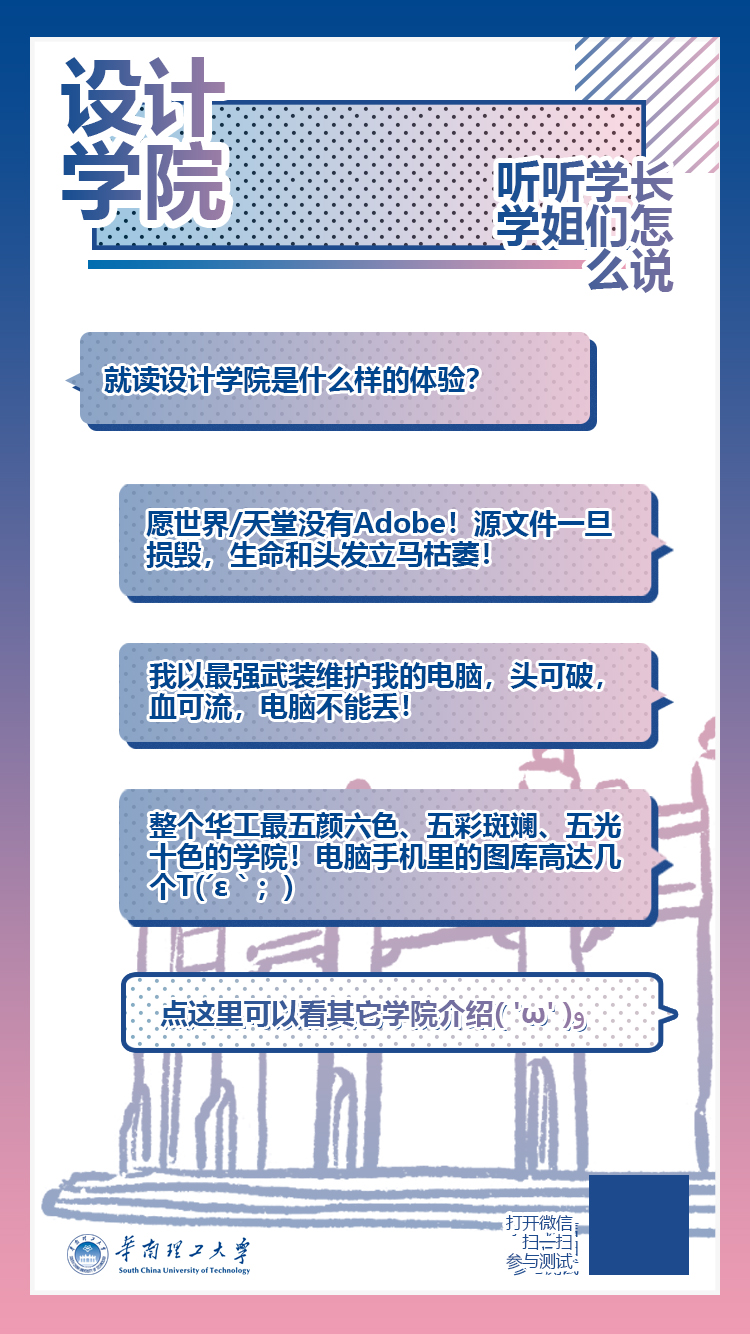 设计
学院
听听学长
学姐们怎
么说
就读设计学院是什么样的体验？
愿世界/天堂没有Adobe！源文件一旦
损毁，生命和头发立马枯萎！
我以最强武装维护我的电脑，头可破，
血可流，电脑不能丢！
整个华工最五颜六色、五彩斑斓、五光
十色的学院！电脑手机里的图库高达几
个T(´ε｀；)
点这里可以看其它学院介绍( 'ω' )و
华南理工大学
South China University of Technology
打开微信
扫一扫
参与测试